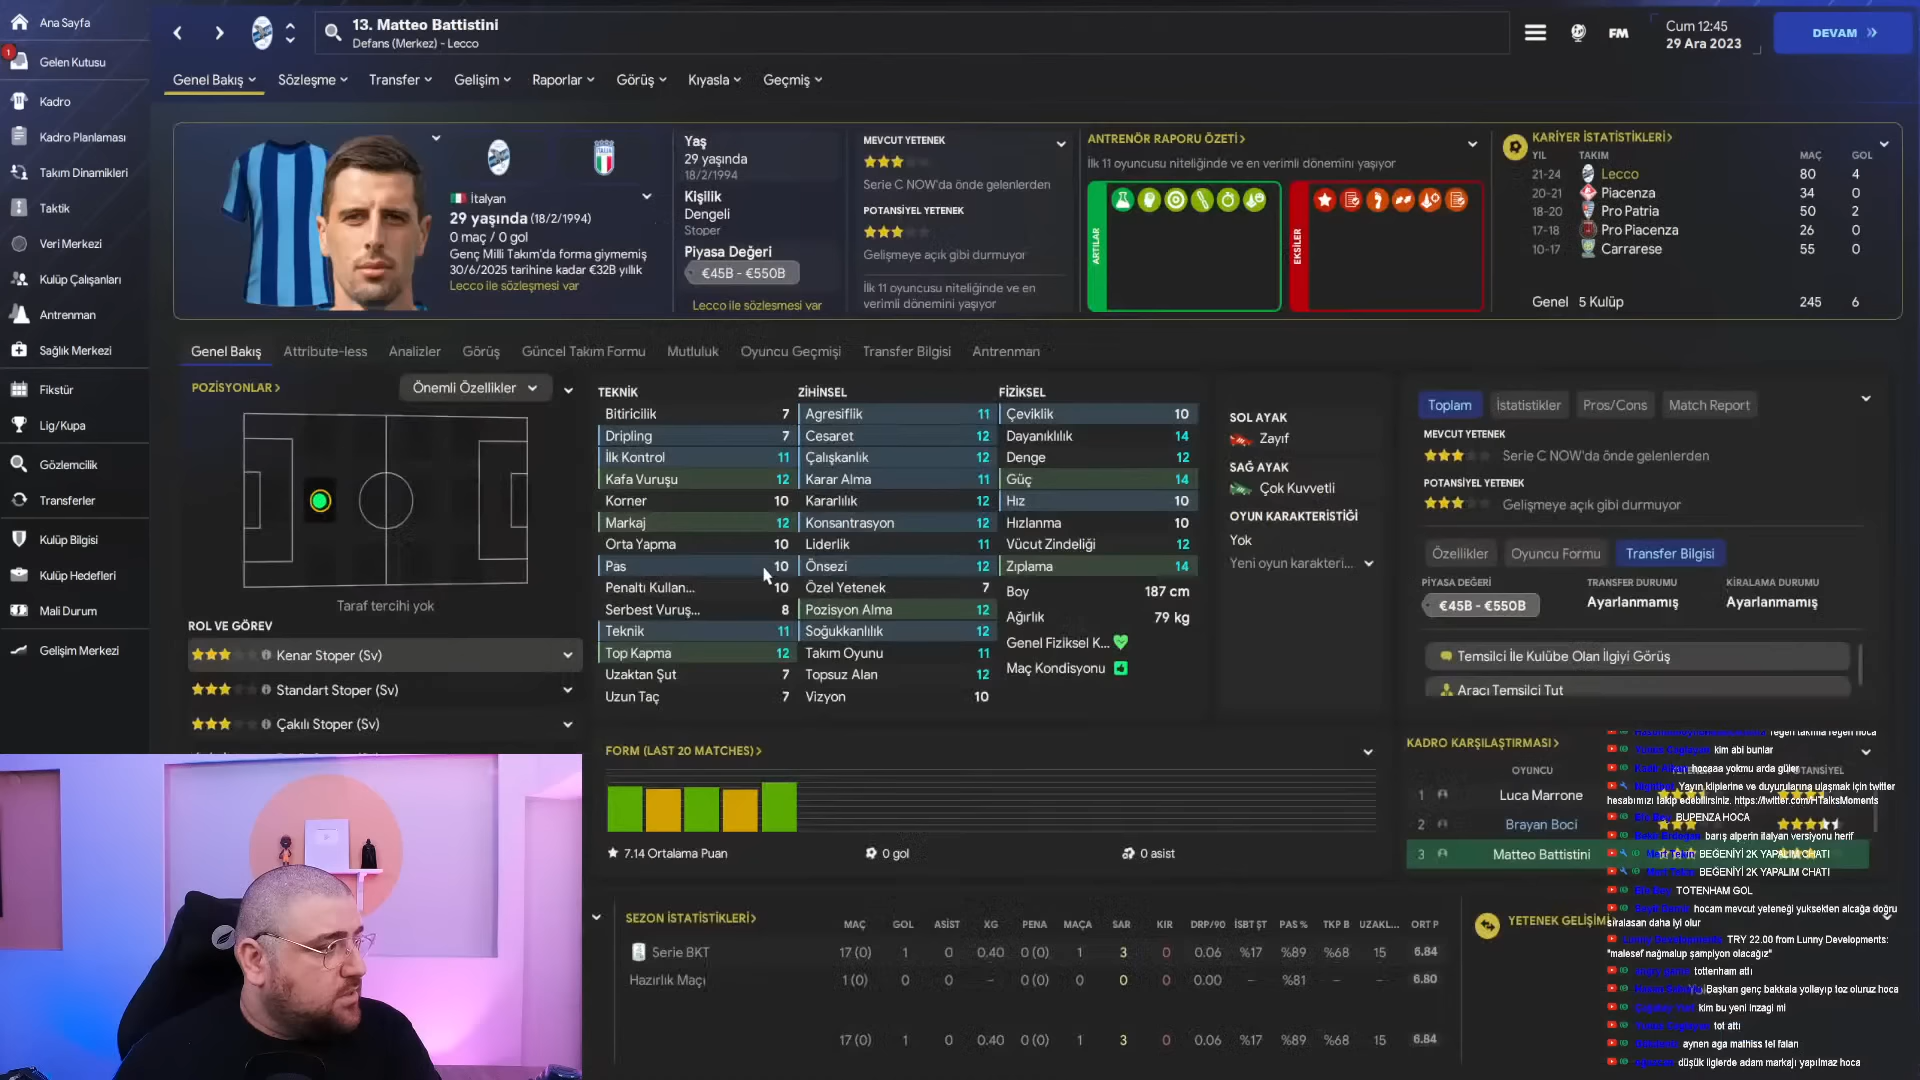 Ana Sayfa
1
Gelen Kutusu
Kadro
Kadro Planlaması
Takım Dinamikleri
Taktik
Veri Merkezi
Kulüp Çalışanları
Antrenman
Sağlık Merkezi
Fikstür
Lig/Kupa
Gözlemcilik
Transferler
Kulüp Bilgisi
Kulüp Hedefleri
Mali Durum
Gelişim Merkezi
13. Matteo Battistini
Defans (Merkez) - Lecco
FM
Cum 12:45
29 Ara 2023
DEVAM
Genel Bakış Sözleşme Transfer Gelişim Raporlar Görüş Kıyasla Geçmiş
İtalyan
29 yaşında (18/2/1994)
0 maç / 0 gol
Genç Milli Takım'da forma giymemiş
30/6/2025 tarihine kadar €32B yıllık
Lecco ile sözleşmesi var
Yaş
29 yaşında
18/2/1994
Kişilik
Dengeli
Stoper
Piyasa Değeri
€45B - €550B
Lecco ile sözleşmesi var
MEVCUT YETENEK
Serie C NOW'da önde gelenlerden
POTANSİYEL YETENEK
Gelişmeye açık gibi durmuyor
İlk 11 oyuncusu niteliğinde ve en
verimli dönemini yaşıyor
ANTRENÖR RAPORU ÖZETİ
İlk 11 oyuncusu niteliğinde ve en verimli dönemini yaşıyor
ARTILAR
EKSİLER
KARİYER İSTATİSTİKLERİ
YIL TAKIM MAÇ GOL
21-24 Lecco 80 4
20-21 Piacenza 34 0
18-20 Pro Patria 50 2
17-18 Pro Piacenza 26 0
10-17 Carrarese 55 0
Genel 5 Kulüp 245 6
Genel Bakış Attribute-less Analizler Görüş Güncel Takım Formu Mutluluk Oyuncu Geçmişi Transfer Bilgisi Antrenman
POZİSYONLAR
Önemli Özellikler
Taraf tercihi yok
ROL VE GÖREV
Kenar Stoper (Sv)
Standart Stoper (Sv)
Çakılı Stoper (Sv)
TEKNİK
Bitiricilik 7
Dripling 7
İlk Kontrol 11
Kafa Vuruşu 12
Korner 10
Markaj 12
Orta Yapma 10
Pas 10
Penaltı Kullan... 10
Serbest Vuruş... 8
Teknik 11
Top Kapma 12
Uzaktan Şut 7
Uzun Taç 7
ZİHİNSEL
Agresiflik 11
Cesaret 12
Çalışkanlık 12
Karar Alma 11
Kararlılık 12
Konsantrasyon 12
Liderlik 11
Önsezi 12
Özel Yetenek 7
Pozisyon Alma 12
Soğukkanlılık 12
Takım Oyunu 11
Topsuz Alan 12
Vizyon 10
FİZİKSEL
Çeviklik 10
Dayanıklılık 14
Denge 12
Güç 14
Hız 10
Hızlanma 10
Vücut Zindeliği 12
Zıplama 14
Boy 187 cm
Ağırlık 79 kg
Genel Fiziksel K...
Maç Kondisyonu
SOL AYAK
Zayıf
SAĞ AYAK
Çok Kuvvetli
OYUN KARAKTERİSTİĞİ
Yok
Yeni oyun karakteri...
Toplam İstatistikler Pros/Cons Match Report
MEVCUT YETENEK
Serie C NOW'da önde gelenlerden
POTANSİYEL YETENEK
Gelişmeye açık gibi durmuyor
Özellikler Oyuncu Formu Transfer Bilgisi
PİYASA DEĞERİ TRANSFER DURUMU KİRALAMA DURUMU
€45B - €550B Ayarlanmamış Ayarlanmamış
Temsilci İle Kulübe Olan İlgiyi Görüş
Aracı Temsilci Tut
FORM (LAST 20 MATCHES)
7.14 Ortalama Puan 0 gol 0 asist
KADRO KARŞILAŞTIRMASI
OYUNCU
1 Luca Marrone
2 Brayan Boci
3 Matteo Battistini
SEZON İSTATİSTİKLERİ MAÇ GOL ASİST XG PENA MAÇA SAR KIR DRP/90 İSBT ŞT PAS % TKP B UZAKL... ORT P
Serie BKT 17 (0) 1 0 0.40 0 (0) 1 3 0 0.06 %17 %89 %68 15 6.84
Hazırlık Maçı 1 (0) 0 0 - 0 (0) 0 0 0 0.00 - %81 - - 6.80
17 (0) 1 0 0.40 0 (0) 1 3 0 0.06 %17 %89 %68 15 6.84
YETENEK GELİŞİMİ
regen takımla regen hoca
kim abi bunlar
hocaaa yokmu arda güler
Yayın kliplerine ve duyurularına ulaşmak için twitter
hesabımızı takip edebilirsiniz. https://twitter.com/HTalksMoments
BUPENZA HOCA
barış alperin italyan versiyonu herif
BEĞENİYİ 2K YAPALIM CHATI
BEĞENİYİ 2K YAPALIM CHATI
TOTENHAM GOL
hocam mevcut yeteneği yuksekten alcağa doğru
sıralasan daha iyi olur
TRY 22.00 from Lunny Developments:
"malesef nağmalup şampiyon olacağız"
tottenham attı
Başkan genç bakkala yollayıp toz oluruz hoca
kim bu yeni inzagi mi
tot attı
aynen aga mathiss tel falan
düşük liglerde adam markajı yapılmaz hoca